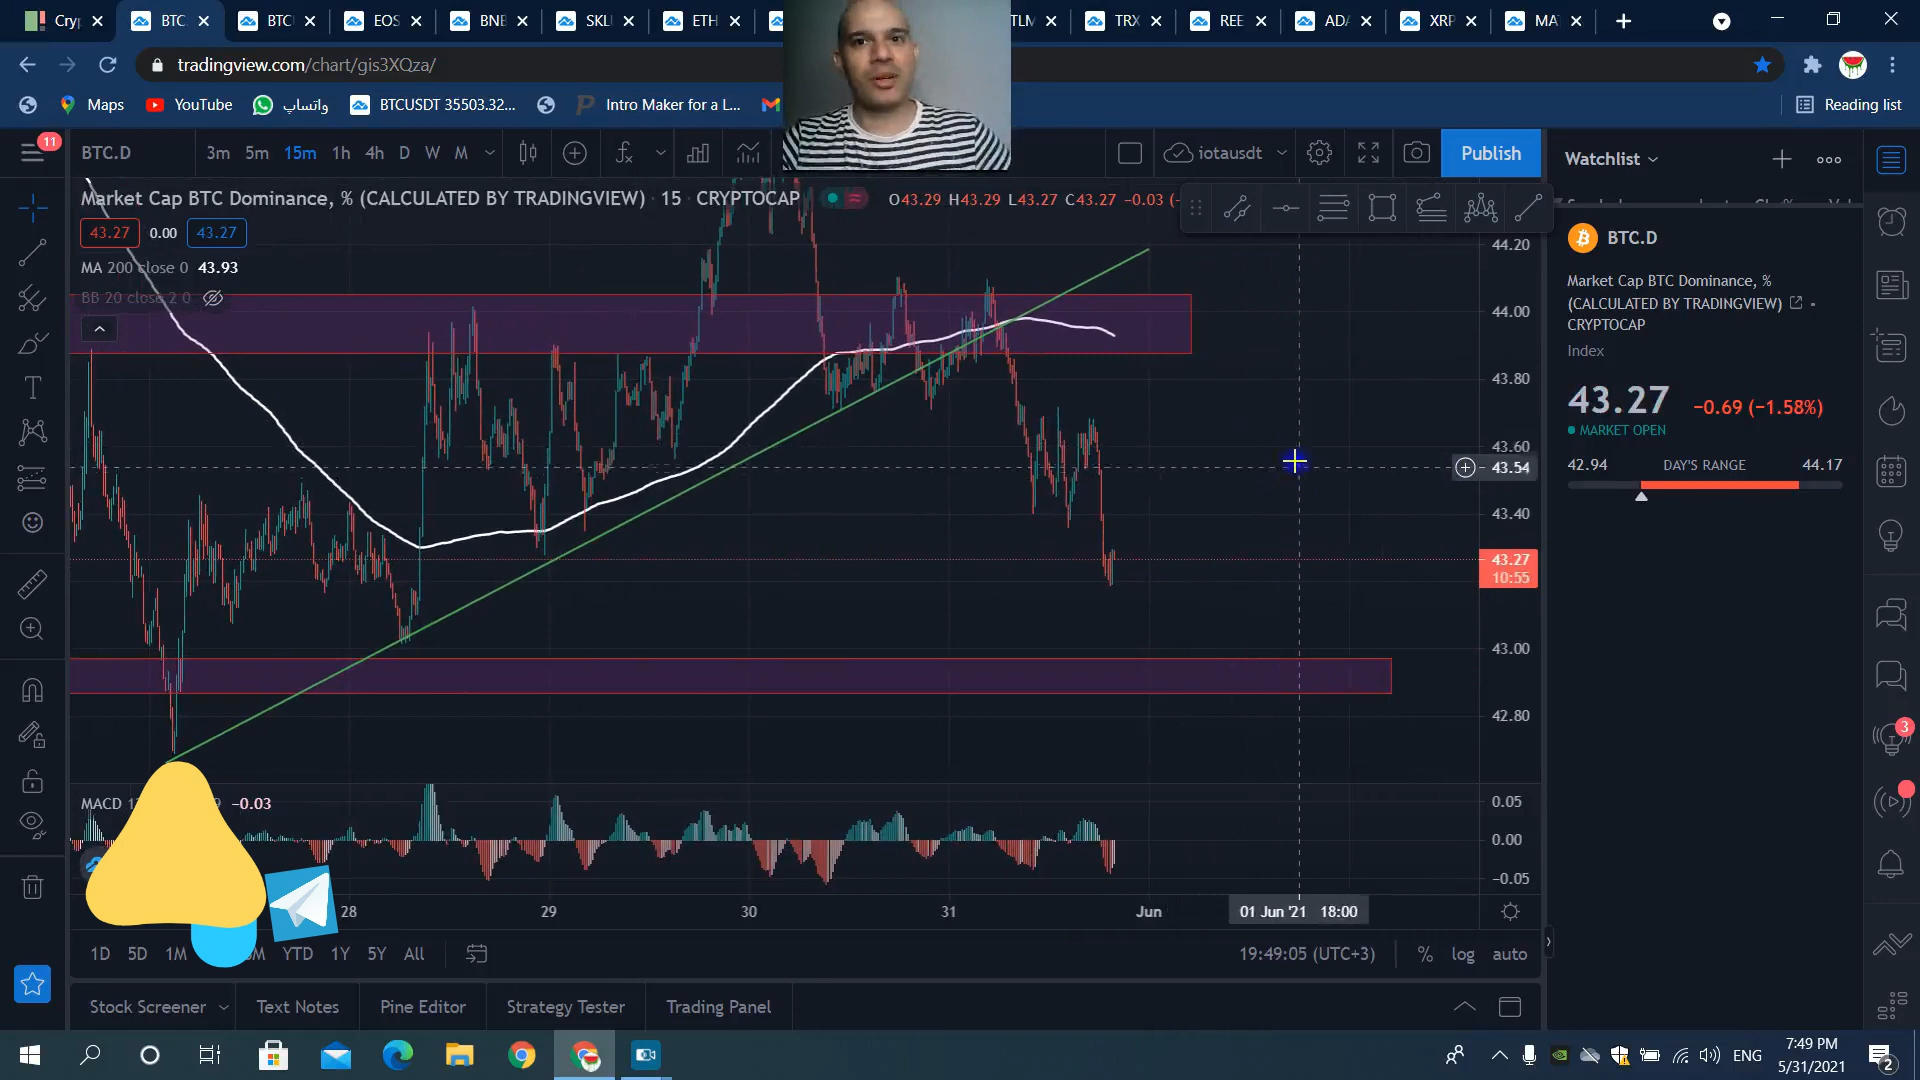 Cryp BTC. BTC EOS BNB SKL ETH TLM TRX REE ADA XRP MA
tradingview.com/chart/gis3XQza/
Maps YouTube واتساپ BTCUSDT 35503.32... Intro Maker for a L... Reading list
11 BTC.D 3m 5m 15m 1h 4h D W M iotausdt Publish Watchlist
Market Cap BTC Dominance, % (CALCULATED BY TRADINGVIEW) · 15 · CRYPTOCAP O43.29 H43.29 L43.27 C43.27 −0.03 (−
43.27 0.00 43.27
MA 200 close 0 43.93
BB 20 close 2 0
44.20
44.00
43.80
43.60
43.54
43.40
43.27
10:55
43.00
42.80
BTC.D
Market Cap BTC Dominance, %
(CALCULATED BY TRADINGVIEW)
CRYPTOCAP
Index
43.27 −0.69 (−1.58%)
MARKET OPEN
42.94 DAY'S RANGE 44.17
MACD −0.03
0.05
0.00
−0.05
3
28 29 30 31 Jun 01 Jun '21 18:00
1D 5D 1M YTD 1Y 5Y All 19:49:05 (UTC+3) % log auto
Stock Screener Text Notes Pine Editor Strategy Tester Trading Panel
ENG 7:49 PM
5/31/2021
2